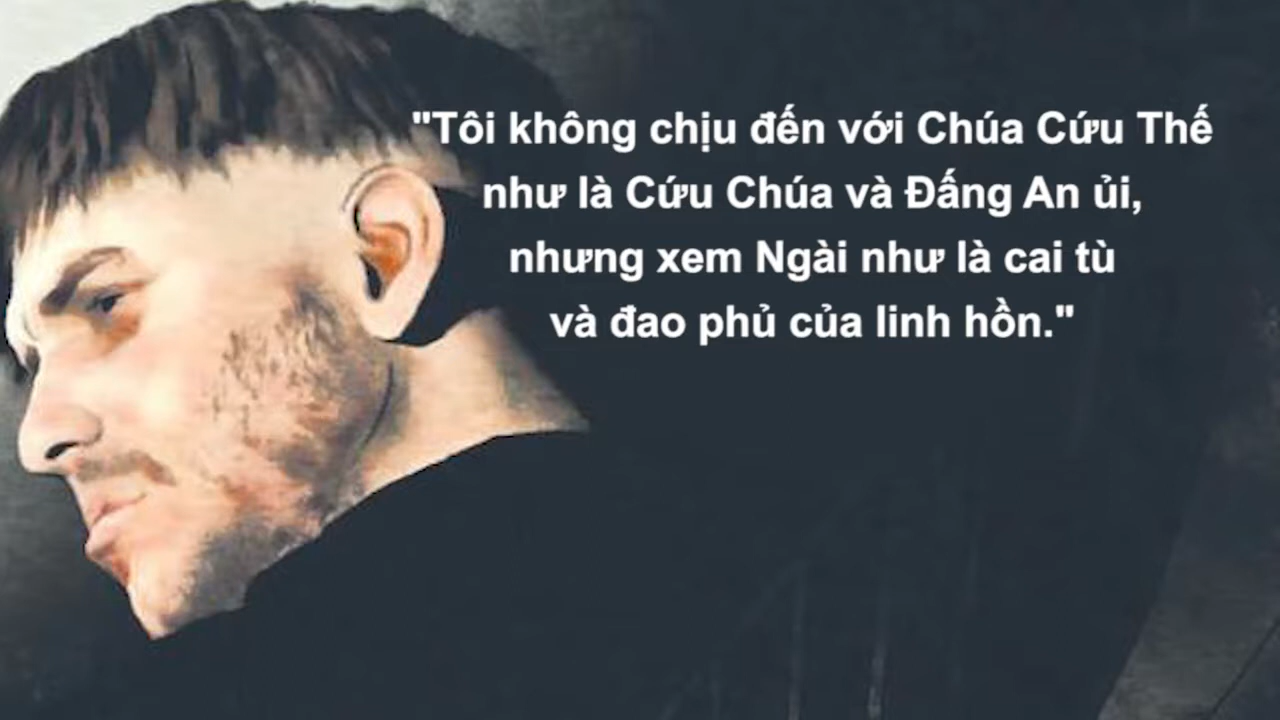 "Tôi không chịu đến với Chúa Cứu Thế
như là Cứu Chúa và Đấng An ủi,
nhưng xem Ngài như là cai tù
và đao phủ của linh hồn."